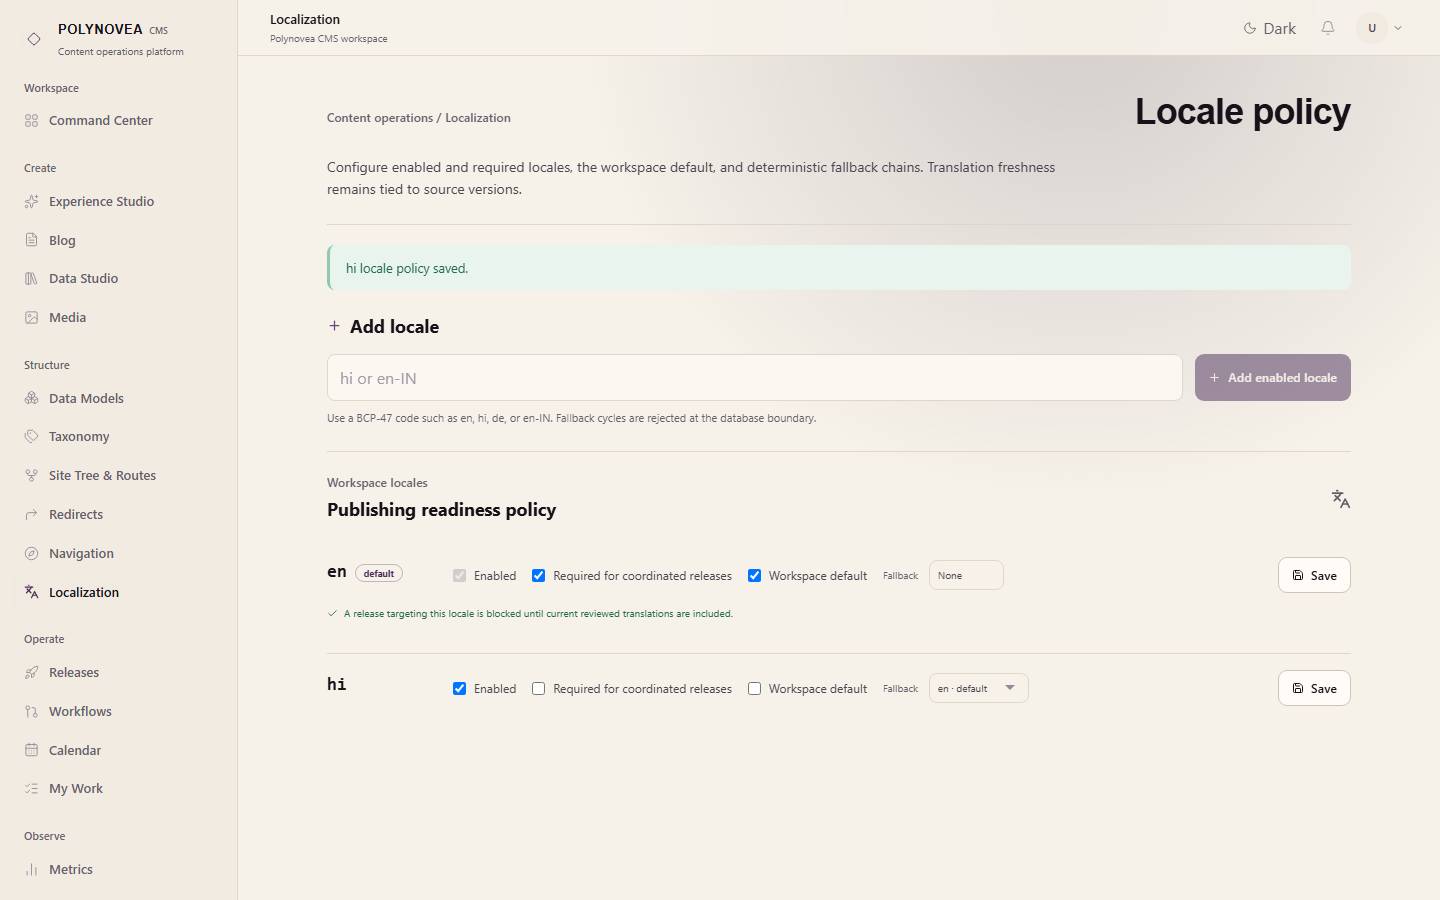 POLYNOVEA CMS
Content operations platform
Workspace
Command Center
Create
Experience Studio
Blog
Data Studio
Media
Structure
Data Models
Taxonomy
Site Tree & Routes
Redirects
Navigation
Localization
Operate
Releases
Workflows
Calendar
My Work
Observe
Metrics
Localization
Polynovea CMS workspace
Dark
U
Content operations / Localization
Locale policy
Configure enabled and required locales, the workspace default, and deterministic fallback chains. Translation freshness
remains tied to source versions.
hi locale policy saved.
+ Add locale
hi or en-IN
+ Add enabled locale
Use a BCP-47 code such as en, hi, de, or en-IN. Fallback cycles are rejected at the database boundary.
Workspace locales
Publishing readiness policy
en default Enabled Required for coordinated releases Workspace default Fallback None Save
A release targeting this locale is blocked until current reviewed translations are included.
hi Enabled Required for coordinated releases Workspace default Fallback en · default Save